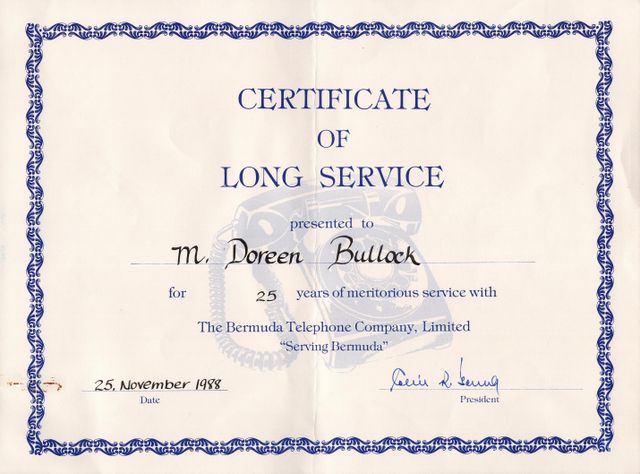 CERTIFICATE
OF
LONG SERVICE
presented to
M. Doreen Bullock
for 25 years of meritorious service with
The Bermuda Telephone Company, Limited
"Serving Bermuda"
25, November 1988
Date President